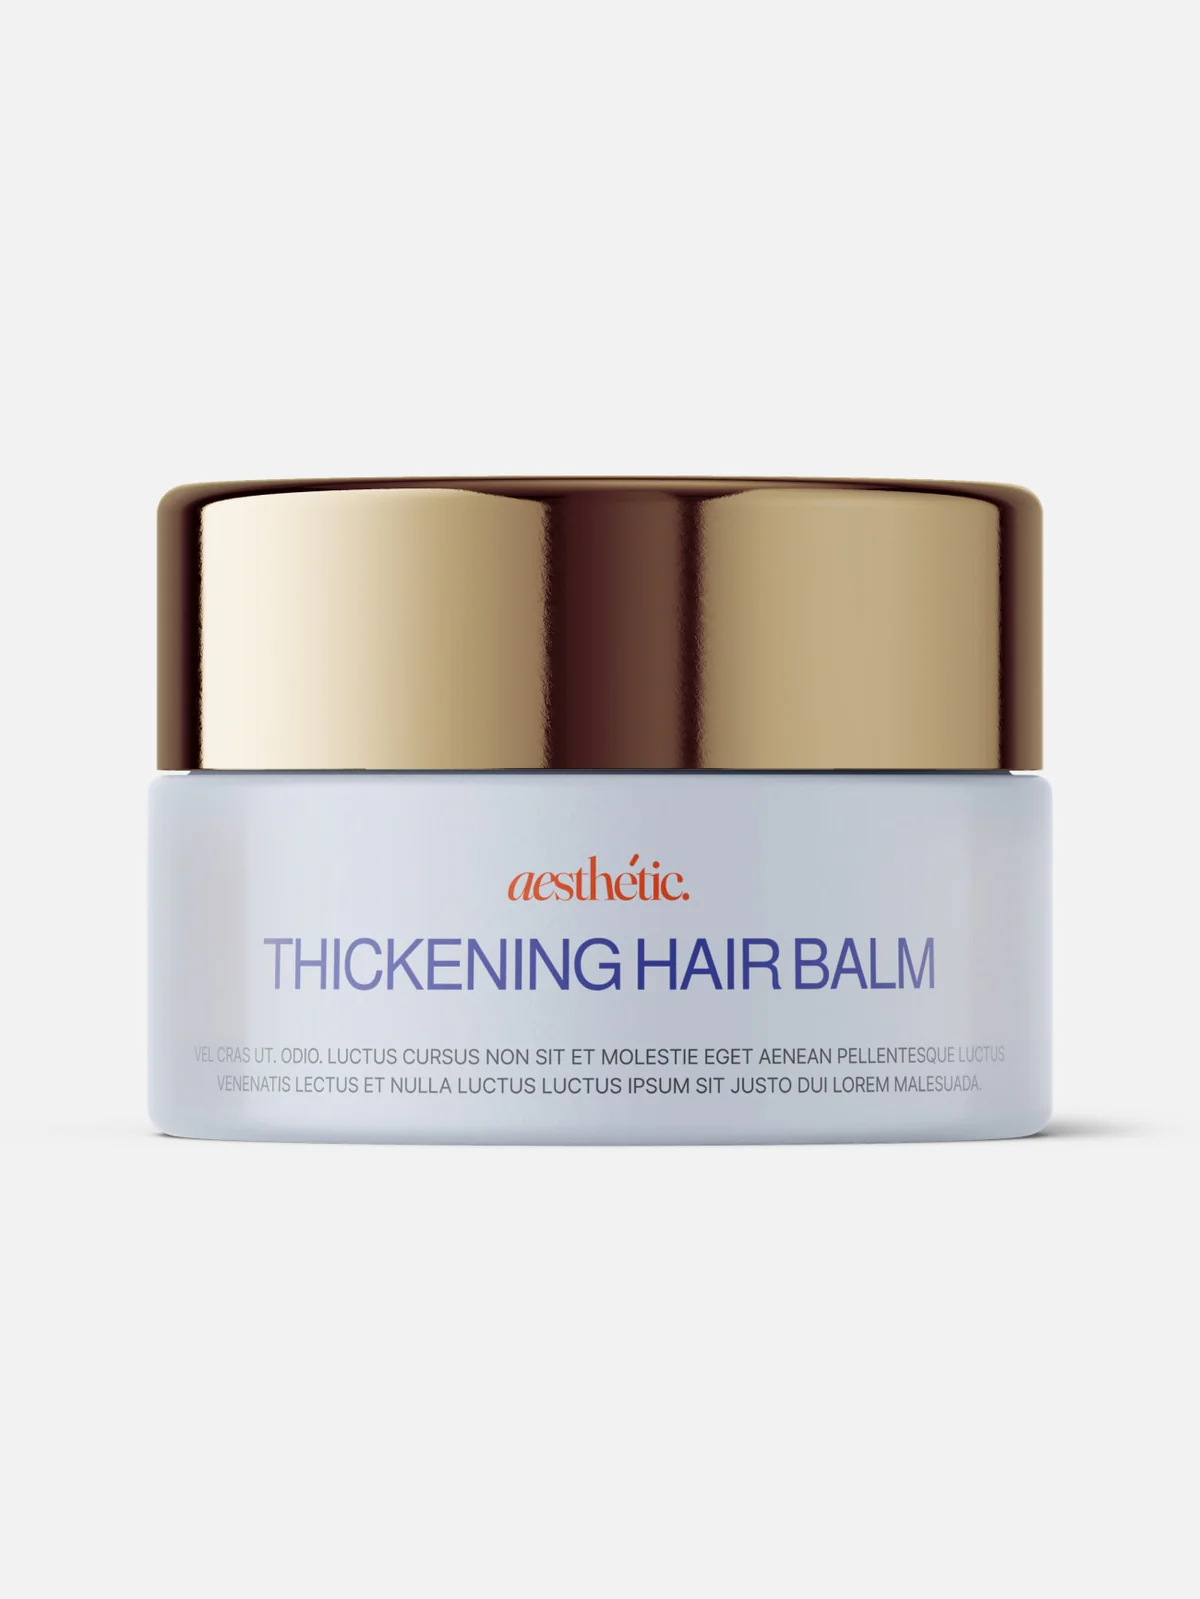 aesthétic.
THICKENING HAIR BALM
VEL CRAS UT. ODIO. LUCTUS CURSUS NON SIT ET MOLESTIE EGET AENEAN PELLENTESQUE LUCTUS
VENENATIS LECTUS ET NULLA LUCTUS LUCTUS IPSUM SIT JUSTO DUI LOREM MALESUADA.